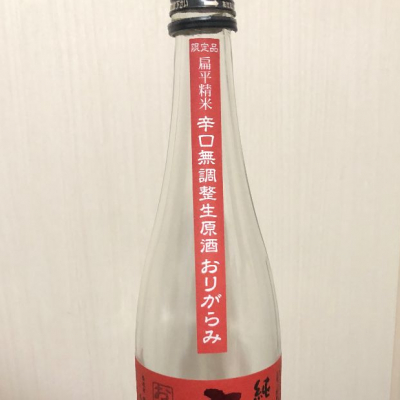 限定品
扁平精米
辛口無調整生原酒
おりがらみ
純